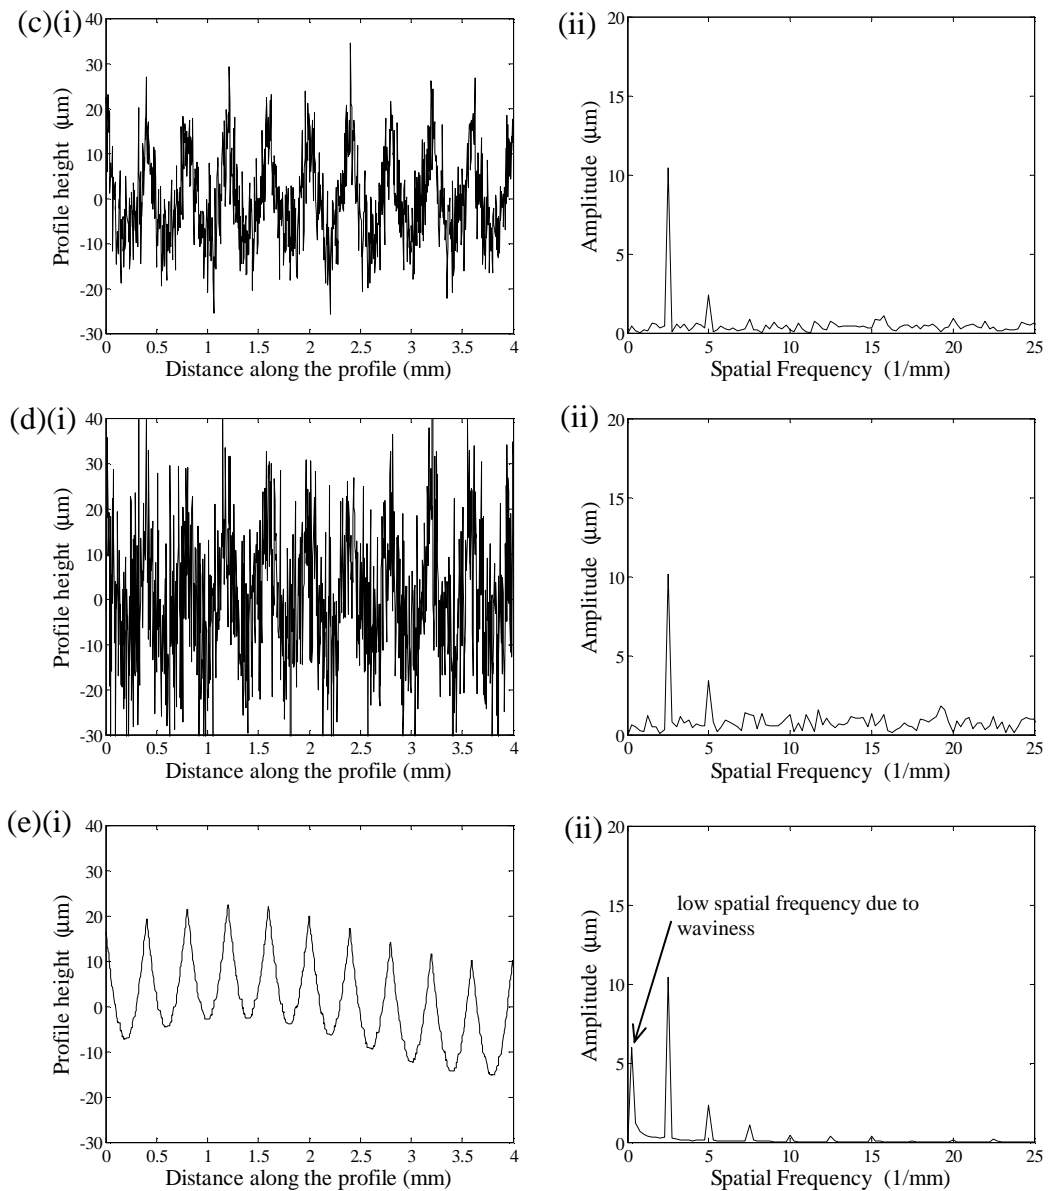 (c)(i)
40
30
20
10
0
-10
-20
-30
Profile height (µm)
0 0.5 1 1.5 2 2.5 3 3.5 4
Distance along the profile (mm)
(ii)
20
15
10
5
0
Amplitude (µm)
0 5 10 15 20 25
Spatial Frequency (1/mm)
(d)(i)
40
30
20
10
0
-10
-20
-30
Profile height (µm)
0 0.5 1 1.5 2 2.5 3 3.5 4
Distance along the profile (mm)
(ii)
20
15
10
5
0
Amplitude (µm)
0 5 10 15 20 25
Spatial Frequency (1/mm)
(e)(i)
40
30
20
10
0
-10
-20
-30
Profile height (µm)
0 0.5 1 1.5 2 2.5 3 3.5 4
Distance along the profile (mm)
(ii)
20
15
10
5
0
Amplitude (µm)
low spatial frequency due to
waviness
0 5 10 15 20 25
Spatial Frequency (1/mm)